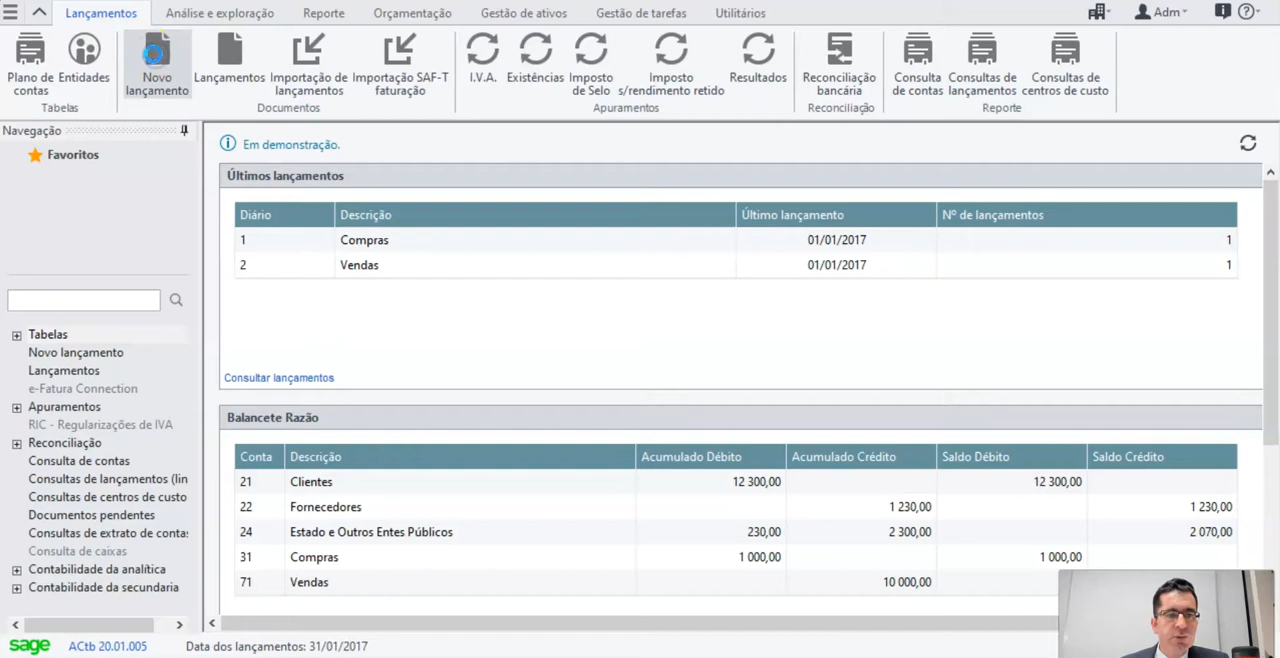 Lançamentos Análise e exploração Reporte Orçamentação Gestão de ativos Gestão de tarefas Utilitários Adm
Plano de contas
Entidades
Novo lançamento
Lançamentos
Importação de lançamentos
Importação SAF-T faturação
I.V.A.
Existências
Imposto de Selo
Imposto s/rendimento retido
Resultados
Reconciliação bancária
Consulta de contas
Consultas de lançamentos
Consultas de centros de custo
Tabelas Documentos Apuramentos Reconciliação Reporte
Navegação
Favoritos
Tabelas
Novo lançamento
Lançamentos
e-Fatura Connection
Apuramentos
RIC - Regularizações de IVA
Reconciliação
Consulta de contas
Consultas de lançamentos (lin
Consultas de centros de custo
Documentos pendentes
Consultas de extrato de conta
Consulta de caixas
Contabilidade da analítica
Contabilidade da secundaria
Em demonstração.
Últimos lançamentos
Diário Descrição Último lançamento Nº de lançamentos
1 Compras 01/01/2017 1
2 Vendas 01/01/2017 1
Consultar lançamentos
Balancete Razão
Conta Descrição Acumulado Débito Acumulado Crédito Saldo Débito Saldo Crédito
21 Clientes 12 300,00 12 300,00
22 Fornecedores 1 230,00 1 230,00
24 Estado e Outros Entes Públicos 230,00 2 300,00 2 070,00
31 Compras 1 000,00 1 000,00
71 Vendas 10 000,00
sage ACtb 20.01.005 Data dos lançamentos: 31/01/2017